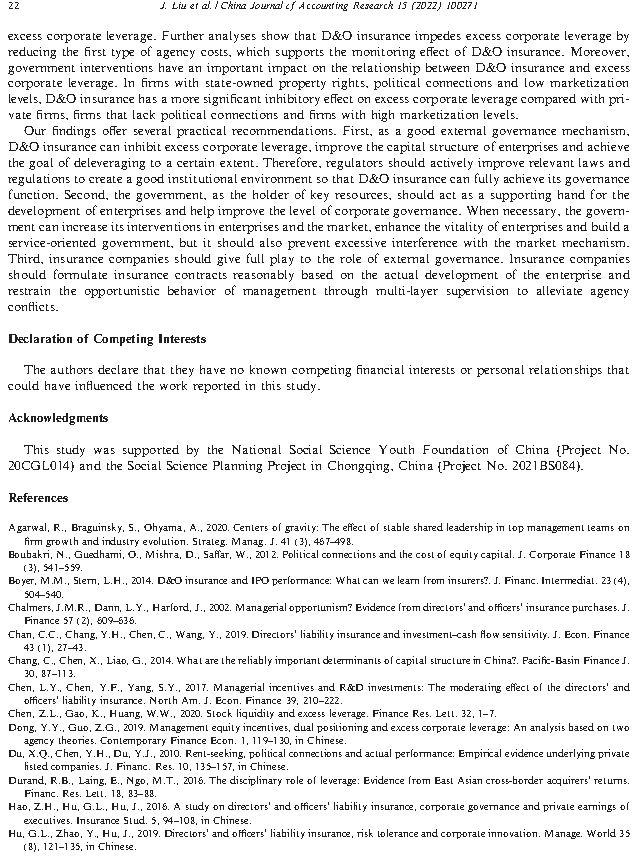 22 J. Liu et al. / China Journal of Accounting Research 15 (2022) 100271
excess corporate leverage. Further analyses show that D&O insurance impedes excess corporate leverage by
reducing the first type of agency costs, which supports the monitoring effect of D&O insurance. Moreover,
government interventions have an important impact on the relationship between D&O insurance and excess
corporate leverage. In firms with state-owned property rights, political connections and low marketization
levels, D&O insurance has a more significant inhibitory effect on excess corporate leverage compared with pri-
vate firms, firms that lack political connections and firms with high marketization levels.
Our findings offer several practical recommendations. First, as a good external governance mechanism,
D&O insurance can inhibit excess corporate leverage, improve the capital structure of enterprises and achieve
the goal of deleveraging to a certain extent. Therefore, regulators should actively improve relevant laws and
regulations to create a good institutional environment so that D&O insurance can fully achieve its governance
function. Second, the government, as the holder of key resources, should act as a supporting hand for the
development of enterprises and help improve the level of corporate governance. When necessary, the govern-
ment can increase its interventions in enterprises and the market, enhance the vitality of enterprises and build a
service-oriented government, but it should also prevent excessive interference with the market mechanism.
Third, insurance companies should give full play to the role of external governance. Insurance companies
should formulate insurance contracts reasonably based on the actual development of the enterprise and
restrain the opportunistic behavior of management through multi-layer supervision to alleviate agency
conflicts.
Declaration of Competing Interests
The authors declare that they have no known competing financial interests or personal relationships that
could have influenced the work reported in this study.
Acknowledgments
This study was supported by the National Social Science Youth Foundation of China (Project No.
20CGL014) and the Social Science Planning Project in Chongqing, China (Project No. 2021BS084).
References
Agarwal, R., Braguinsky, S., Ohyama, A., 2020. Centers of gravity: The effect of stable shared leadership in top management teams on
firm growth and industry evolution. Strateg. Manag. J. 41 (3), 467–498.
Boubakri, N., Guedhami, O., Mishra, D., Saffar, W., 2012. Political connections and the cost of equity capital. J. Corporate Finance 18
(3), 541–559.
Boyer, M.M., Stern, L.H., 2014. D&O insurance and IPO performance: What can we learn from insurers?. J. Financ. Intermediat. 23 (4),
504–540.
Chalmers, J.M.R., Dann, L.Y., Harford, J., 2002. Managerial opportunism? Evidence from directors' and officers' insurance purchases. J.
Finance 57 (2), 609–636.
Chan, C.C., Chang, Y.H., Chen, C., Wang, Y., 2019. Directors' liability insurance and investment-cash flow sensitivity. J. Econ. Finance
43 (1), 27–43.
Chang, C., Chen, X., Liao, G., 2014. What are the reliably important determinants of capital structure in China?. Pacific-Basin Finance J.
30, 87–113.
Chen, L.Y., Chen, Y.F., Yang, S.Y., 2017. Managerial incentives and R&D investments: The moderating effect of the directors' and
officers' liability insurance. North Am. J. Econ. Finance 39, 210–222.
Chen, Z.L., Gao, K., Huang, W.W., 2020. Stock liquidity and excess leverage. Finance Res. Lett. 32, 1–7.
Dong, Y.Y., Guo, Z.G., 2019. Management equity incentives, dual positioning and excess corporate leverage: An analysis based on two
agency theories. Contemporary Finance Econ. 1, 119–130, in Chinese.
Du, X.Q., Chen, Y.H., Du, Y.J., 2010. Rent-seeking, political connections and actual performance: Empirical evidence underlying private
listed companies. J. Financ. Res. 10, 135–157, in Chinese.
Durand, R.B., Laing, E., Ngo, M.T., 2016. The disciplinary role of leverage: Evidence from East Asian cross-border acquirers' returns.
Financ. Res. Lett. 18, 83–88.
Hao, Z.H., Hu, G.L., Hu, J., 2016. A study on directors' and officers' liability insurance, corporate governance and private earnings of
executives. Insurance Stud. 5, 94–108, in Chinese.
Hu, G.L., Zhao, Y., Hu, J., 2019. Directors' and officers' liability insurance, risk tolerance and corporate innovation. Manage. World 35
(8), 121–135, in Chinese.